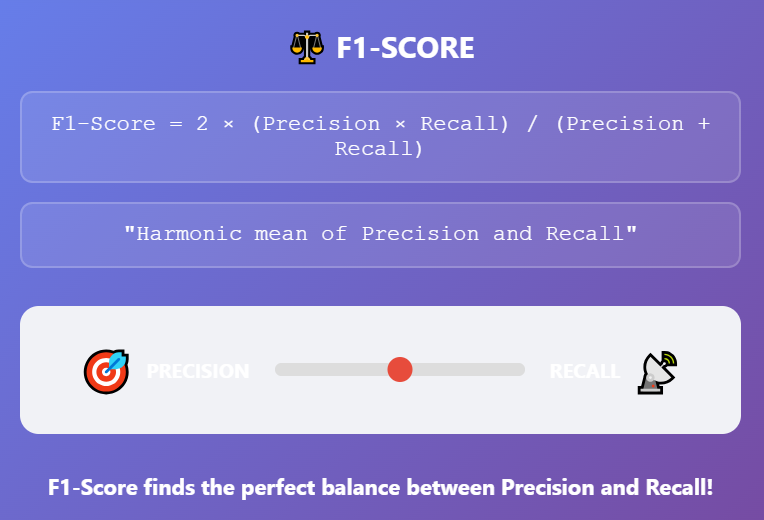 F1-SCORE
F1-Score = 2 × (Precision × Recall) / (Precision +
Recall)
"Harmonic mean of Precision and Recall"
PRECISION
RECALL
F1-Score finds the perfect balance between Precision and Recall!